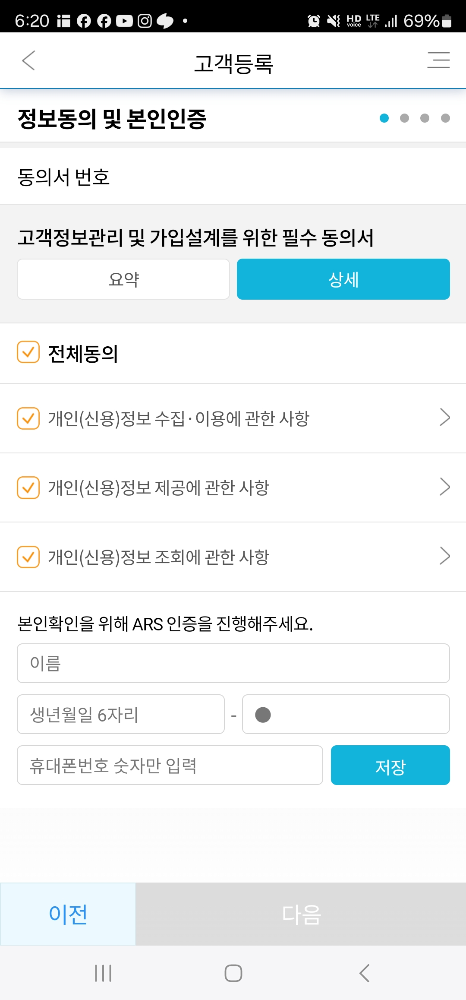 6:20 HD voice LTE 69%
고객등록
정보동의 및 본인인증
동의서 번호
고객정보관리 및 가입설계를 위한 필수 동의서
요약 상세
전체동의
개인(신용)정보 수집·이용에 관한 사항
개인(신용)정보 제공에 관한 사항
개인(신용)정보 조회에 관한 사항
본인확인을 위해 ARS 인증을 진행해주세요.
이름
생년월일 6자리 - ●
휴대폰번호 숫자만 입력 저장
이전 다음